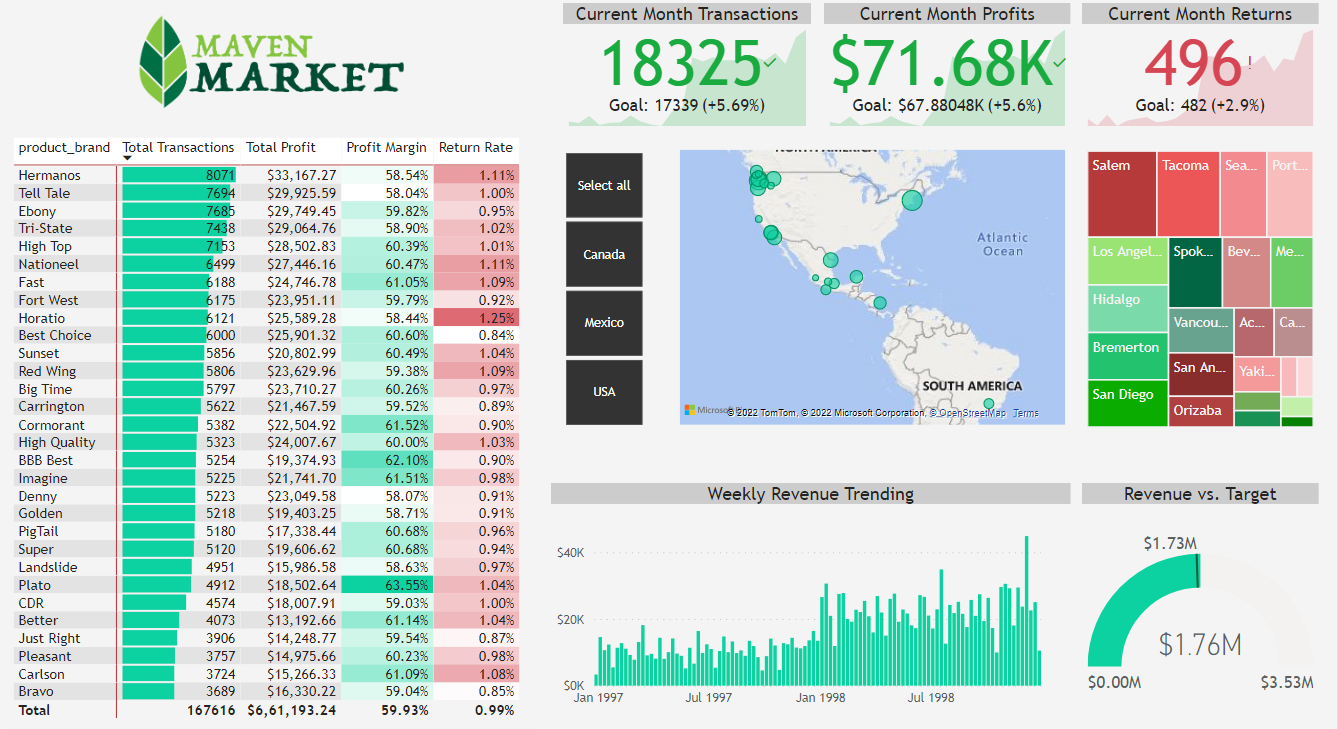 MAVEN
MARKET
Current Month Transactions
18325
Goal: 17339 (+5.69%)
Current Month Profits
$71.68K
Goal: $67.88048K (+5.6%)
Current Month Returns
496!
Goal: 482 (+2.9%)
product_brand Total Transactions Total Profit Profit Margin Return Rate
Hermanos 8071 $33,167.27 58.54% 1.11%
Tell Tale 7694 $29,925.59 58.04% 1.00%
Ebony 7685 $29,749.45 59.82% 0.95%
Tri-State 7438 $29,064.76 58.90% 1.02%
High Top 7153 $28,502.83 60.39% 1.01%
Nationeel 6499 $27,446.16 60.47% 1.11%
Fast 6188 $24,746.78 61.05% 1.09%
Fort West 6175 $23,951.11 59.79% 0.92%
Horatio 6121 $25,589.28 58.44% 1.25%
Best Choice 6000 $25,901.32 60.60% 0.84%
Sunset 5856 $20,802.99 60.49% 1.04%
Red Wing 5806 $23,629.96 59.38% 1.09%
Big Time 5797 $23,710.27 60.26% 0.97%
Carrington 5622 $21,467.59 59.52% 0.89%
Cormorant 5382 $22,504.92 61.52% 0.90%
High Quality 5323 $24,007.67 60.00% 1.03%
BBB Best 5254 $19,374.93 62.10% 0.90%
Imagine 5225 $21,741.70 61.51% 0.98%
Denny 5223 $23,049.58 58.07% 0.91%
Golden 5218 $19,403.25 58.71% 0.91%
PigTail 5180 $17,338.44 60.68% 0.96%
Super 5120 $19,606.62 60.68% 0.94%
Landslide 4951 $15,986.58 58.63% 0.97%
Plato 4912 $18,502.64 63.55% 1.04%
CDR 4574 $18,007.91 59.03% 1.00%
Better 4073 $13,192.66 61.14% 1.04%
Just Right 3906 $14,248.77 59.54% 0.87%
Pleasant 3757 $14,975.66 60.23% 0.98%
Carlson 3724 $15,266.33 61.09% 1.08%
Bravo 3689 $16,330.22 59.04% 0.85%
Total 167616 $6,61,193.24 59.93% 0.99%
Select all
Canada
Mexico
USA
NORTH AMERICA
Atlantic
Ocean
SOUTH AMERICA
© 2022 TomTom, © 2022 Microsoft Corporation, © OpenStreetMap Terms
Salem Tacoma Sea... Port...
Los Angel... Spok... Bev... Me...
Hidalgo
Vancou... Ac... Ca...
Bremerton
San An... Yaki...
San Diego
Orizaba
Weekly Revenue Trending
$40K
$20K
$0K
Jan 1997 Jul 1997 Jan 1998 Jul 1998
Revenue vs. Target
$1.73M
$1.76M
$0.00M $3.53M